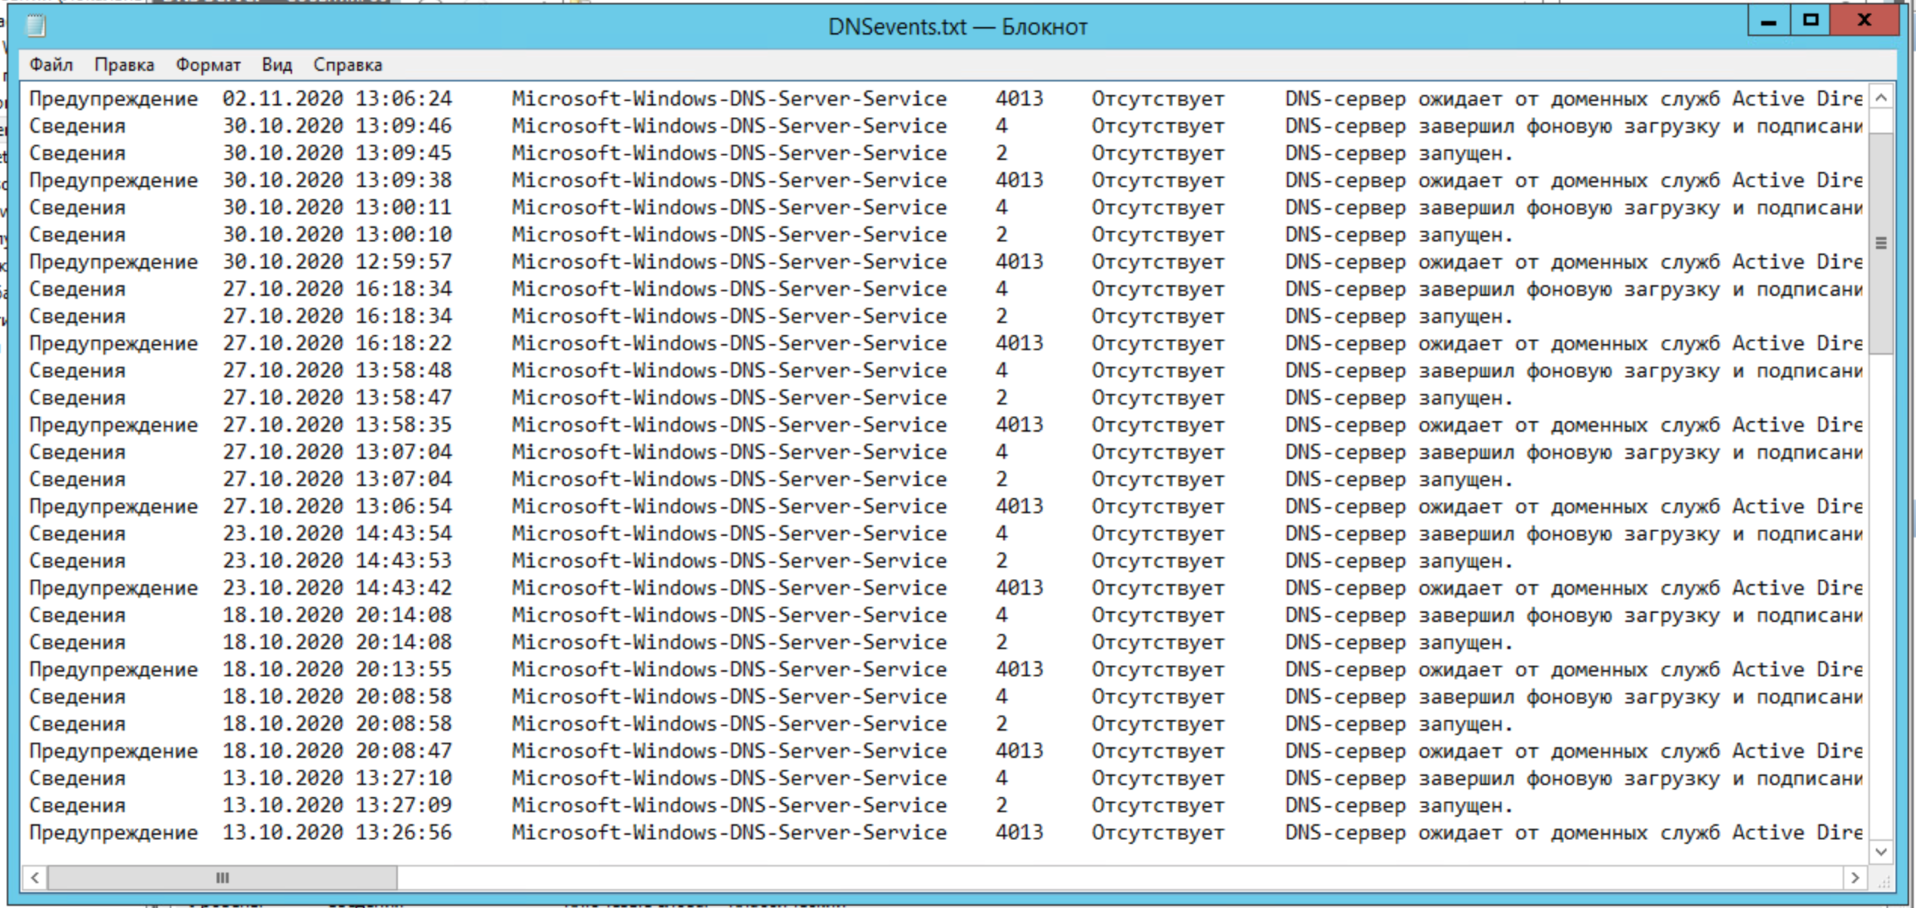 DNSevents.txt — Блокнот
Файл Правка Формат Вид Справка
Предупреждение 02.11.2020 13:06:24 Microsoft-Windows-DNS-Server-Service 4013 Отсутствует DNS-сервер ожидает от доменных служб Active Dire
Сведения 30.10.2020 13:09:46 Microsoft-Windows-DNS-Server-Service 4 Отсутствует DNS-сервер завершил фоновую загрузку и подписани
Сведения 30.10.2020 13:09:45 Microsoft-Windows-DNS-Server-Service 2 Отсутствует DNS-сервер запущен.
Предупреждение 30.10.2020 13:09:38 Microsoft-Windows-DNS-Server-Service 4013 Отсутствует DNS-сервер ожидает от доменных служб Active Dire
Сведения 30.10.2020 13:00:11 Microsoft-Windows-DNS-Server-Service 4 Отсутствует DNS-сервер завершил фоновую загрузку и подписани
Сведения 30.10.2020 13:00:10 Microsoft-Windows-DNS-Server-Service 2 Отсутствует DNS-сервер запущен.
Предупреждение 30.10.2020 12:59:57 Microsoft-Windows-DNS-Server-Service 4013 Отсутствует DNS-сервер ожидает от доменных служб Active Dire
Сведения 27.10.2020 16:18:34 Microsoft-Windows-DNS-Server-Service 4 Отсутствует DNS-сервер завершил фоновую загрузку и подписани
Сведения 27.10.2020 16:18:34 Microsoft-Windows-DNS-Server-Service 2 Отсутствует DNS-сервер запущен.
Предупреждение 27.10.2020 16:18:22 Microsoft-Windows-DNS-Server-Service 4013 Отсутствует DNS-сервер ожидает от доменных служб Active Dire
Сведения 27.10.2020 13:58:48 Microsoft-Windows-DNS-Server-Service 4 Отсутствует DNS-сервер завершил фоновую загрузку и подписани
Сведения 27.10.2020 13:58:47 Microsoft-Windows-DNS-Server-Service 2 Отсутствует DNS-сервер запущен.
Предупреждение 27.10.2020 13:58:35 Microsoft-Windows-DNS-Server-Service 4013 Отсутствует DNS-сервер ожидает от доменных служб Active Dire
Сведения 27.10.2020 13:07:04 Microsoft-Windows-DNS-Server-Service 4 Отсутствует DNS-сервер завершил фоновую загрузку и подписани
Сведения 27.10.2020 13:07:04 Microsoft-Windows-DNS-Server-Service 2 Отсутствует DNS-сервер запущен.
Предупреждение 27.10.2020 13:06:54 Microsoft-Windows-DNS-Server-Service 4013 Отсутствует DNS-сервер ожидает от доменных служб Active Dire
Сведения 23.10.2020 14:43:54 Microsoft-Windows-DNS-Server-Service 4 Отсутствует DNS-сервер завершил фоновую загрузку и подписани
Сведения 23.10.2020 14:43:53 Microsoft-Windows-DNS-Server-Service 2 Отсутствует DNS-сервер запущен.
Предупреждение 23.10.2020 14:43:42 Microsoft-Windows-DNS-Server-Service 4013 Отсутствует DNS-сервер ожидает от доменных служб Active Dire
Сведения 18.10.2020 20:14:08 Microsoft-Windows-DNS-Server-Service 4 Отсутствует DNS-сервер завершил фоновую загрузку и подписани
Сведения 18.10.2020 20:14:08 Microsoft-Windows-DNS-Server-Service 2 Отсутствует DNS-сервер запущен.
Предупреждение 18.10.2020 20:13:55 Microsoft-Windows-DNS-Server-Service 4013 Отсутствует DNS-сервер ожидает от доменных служб Active Dire
Сведения 18.10.2020 20:08:58 Microsoft-Windows-DNS-Server-Service 4 Отсутствует DNS-сервер завершил фоновую загрузку и подписани
Сведения 18.10.2020 20:08:58 Microsoft-Windows-DNS-Server-Service 2 Отсутствует DNS-сервер запущен.
Предупреждение 18.10.2020 20:08:47 Microsoft-Windows-DNS-Server-Service 4013 Отсутствует DNS-сервер ожидает от доменных служб Active Dire
Сведения 13.10.2020 13:27:10 Microsoft-Windows-DNS-Server-Service 4 Отсутствует DNS-сервер завершил фоновую загрузку и подписани
Сведения 13.10.2020 13:27:09 Microsoft-Windows-DNS-Server-Service 2 Отсутствует DNS-сервер запущен.
Предупреждение 13.10.2020 13:26:56 Microsoft-Windows-DNS-Server-Service 4013 Отсутствует DNS-сервер ожидает от доменных служб Active Dire